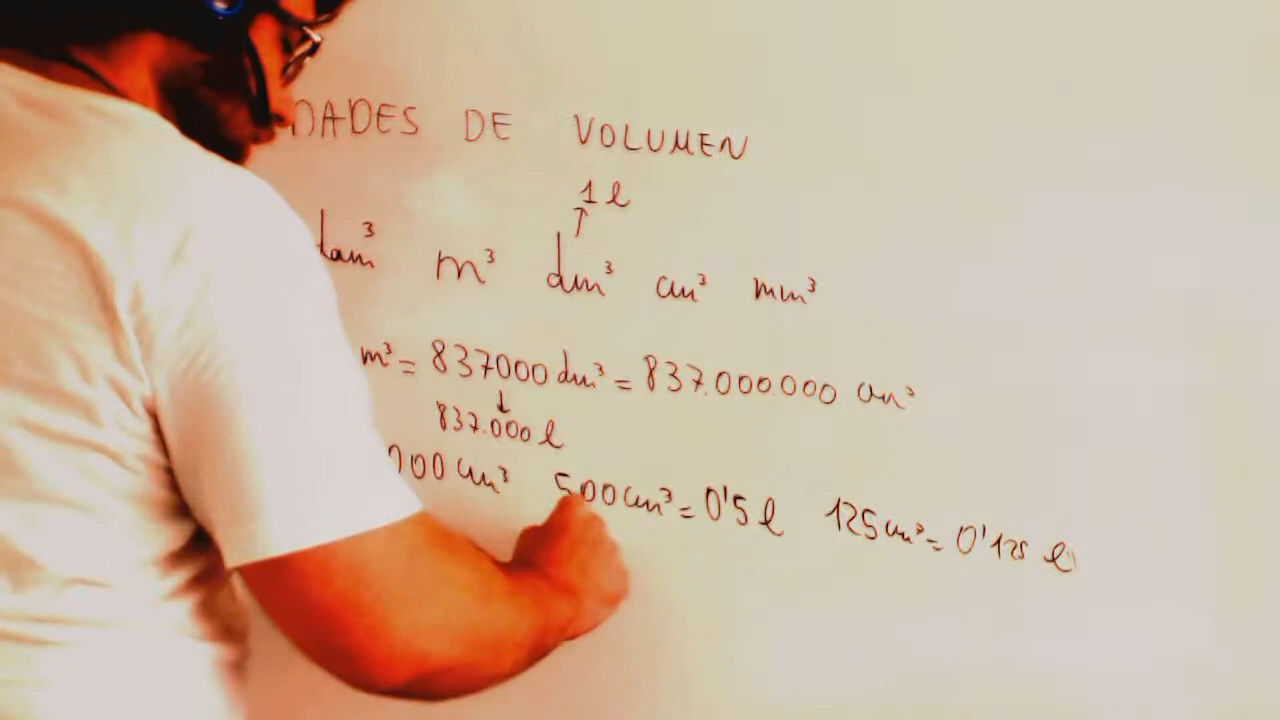 DADES DE VOLUMEN
1 l
↑
dam³ m³ dm³ cm³ mm³
m³ = 837000 dm³ = 837.000.000 cm³
↓
837.000 l
000 cm³ 500 cm³ = 0'5 l 125 cm³ = 0'125 l